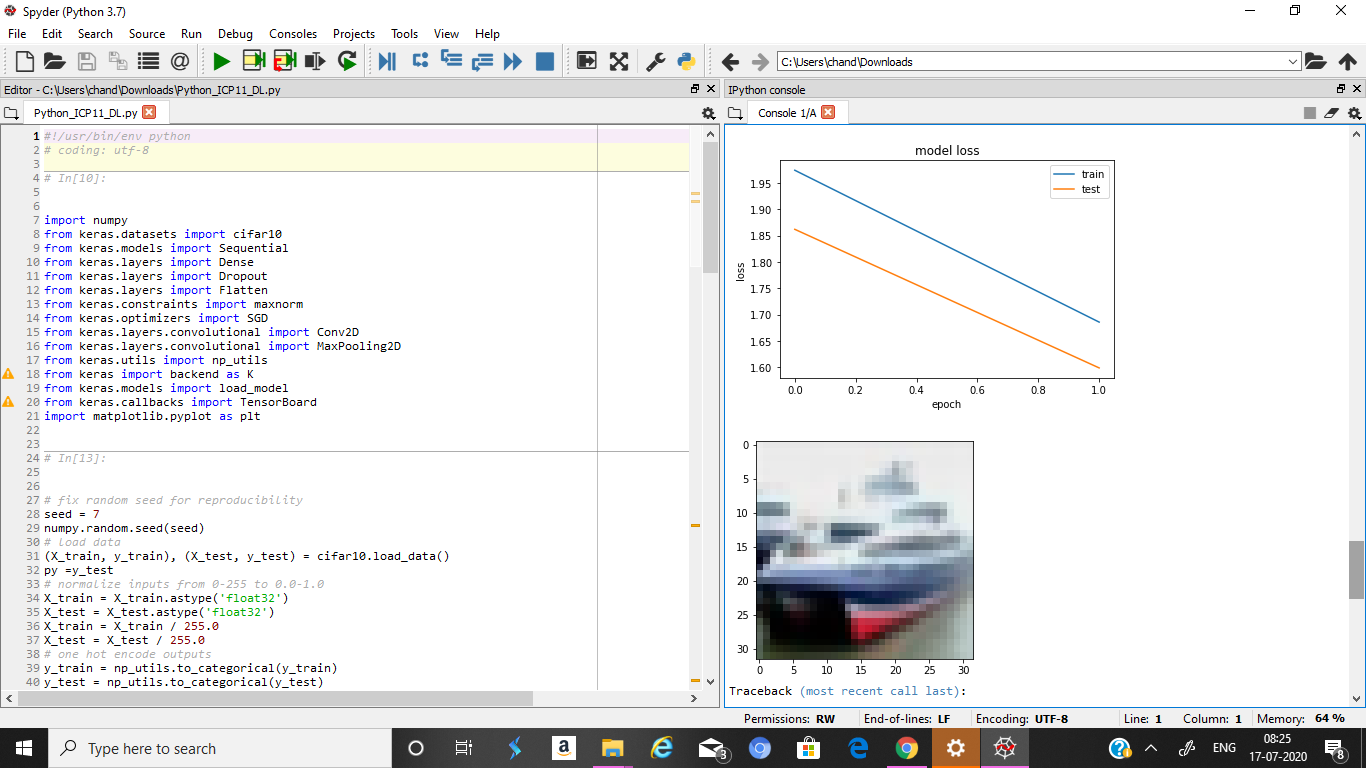 Spyder (Python 3.7)
File Edit Search Source Run Debug Consoles Projects Tools View Help
C:\Users\chand\Downloads
Editor - C:\Users\chand\Downloads\Python_ICP11_DL.py
Python_ICP11_DL.py
1 #!/usr/bin/env python
2 # coding: utf-8
3
4 # In[10]:
5
6
7 import numpy
8 from keras.datasets import cifar10
9 from keras.models import Sequential
10 from keras.layers import Dense
11 from keras.layers import Dropout
12 from keras.layers import Flatten
13 from keras.constraints import maxnorm
14 from keras.optimizers import SGD
15 from keras.layers.convolutional import Conv2D
16 from keras.layers.convolutional import MaxPooling2D
17 from keras.utils import np_utils
18 from keras import backend as K
19 from keras.models import load_model
20 from keras.callbacks import TensorBoard
21 import matplotlib.pyplot as plt
22
23
24 # In[13]:
25
26
27 # fix random seed for reproducibility
28 seed = 7
29 numpy.random.seed(seed)
30 # load data
31 (X_train, y_train), (X_test, y_test) = cifar10.load_data()
32 py =y_test
33 # normalize inputs from 0-255 to 0.0-1.0
34 X_train = X_train.astype('float32')
35 X_test = X_test.astype('float32')
36 X_train = X_train / 255.0
37 X_test = X_test / 255.0
38 # one hot encode outputs
39 y_train = np_utils.to_categorical(y_train)
40 y_test = np_utils.to_categorical(y_test)
IPython console
Console 1/A
model loss
train
test
1.95
1.90
1.85
1.80
1.75
1.70
1.65
1.60
loss
0.0 0.2 0.4 0.6 0.8 1.0
epoch
0
5
10
15
20
25
30
0 5 10 15 20 25 30
Traceback (most recent call last):
Permissions: RW End-of-lines: LF Encoding: UTF-8 Line: 1 Column: 1 Memory: 64 %
Type here to search
a
3
ENG
08:25
17-07-2020
8